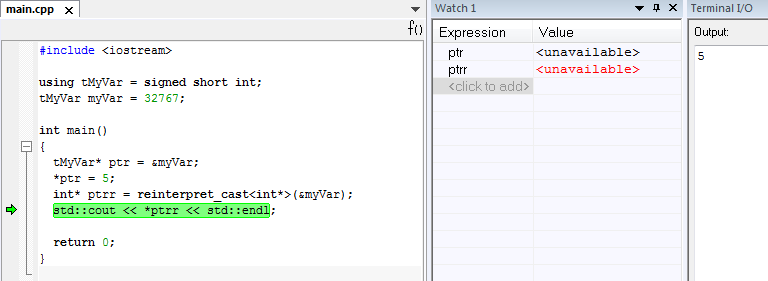 main.cpp x
f()
#include <iostream>
using tMyVar = signed short int;
tMyVar myVar = 32767;
int main()
{
tMyVar* ptr = &myVar;
*ptr = 5;
int* ptrr = reinterpret_cast<int*>(&myVar);
std::cout << *ptrr << std::endl;
return 0;
}
Watch 1
Expression Value
ptr <unavailable>
ptrr <unavailable>
<click to add>
Terminal I/O
Output:
5